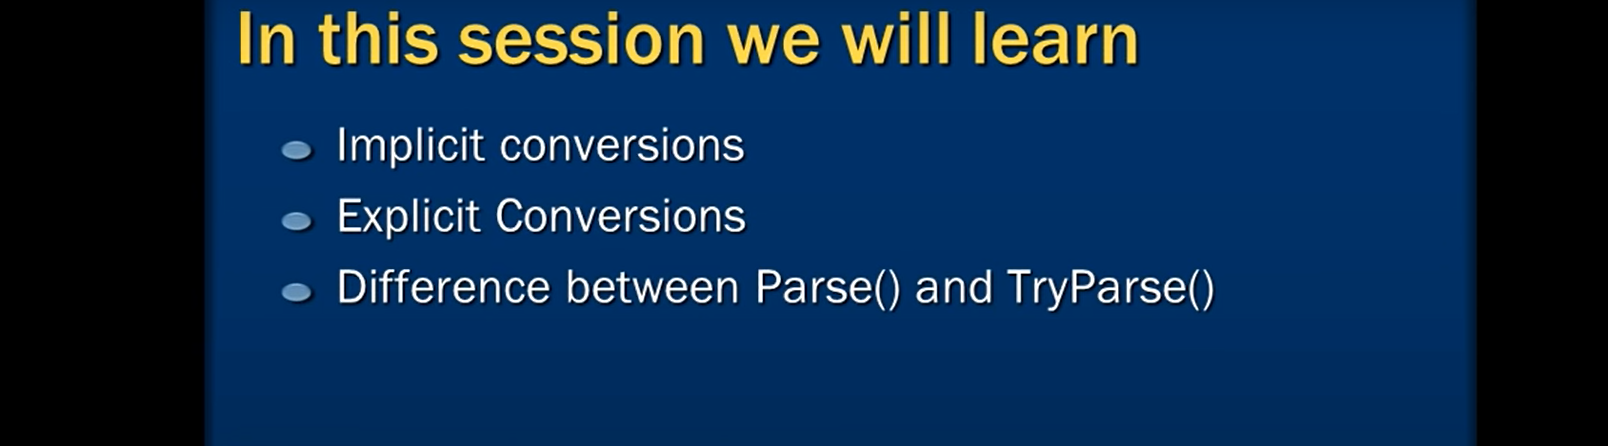 In this session we will learn
Implicit conversions
Explicit Conversions
Difference between Parse() and TryParse()